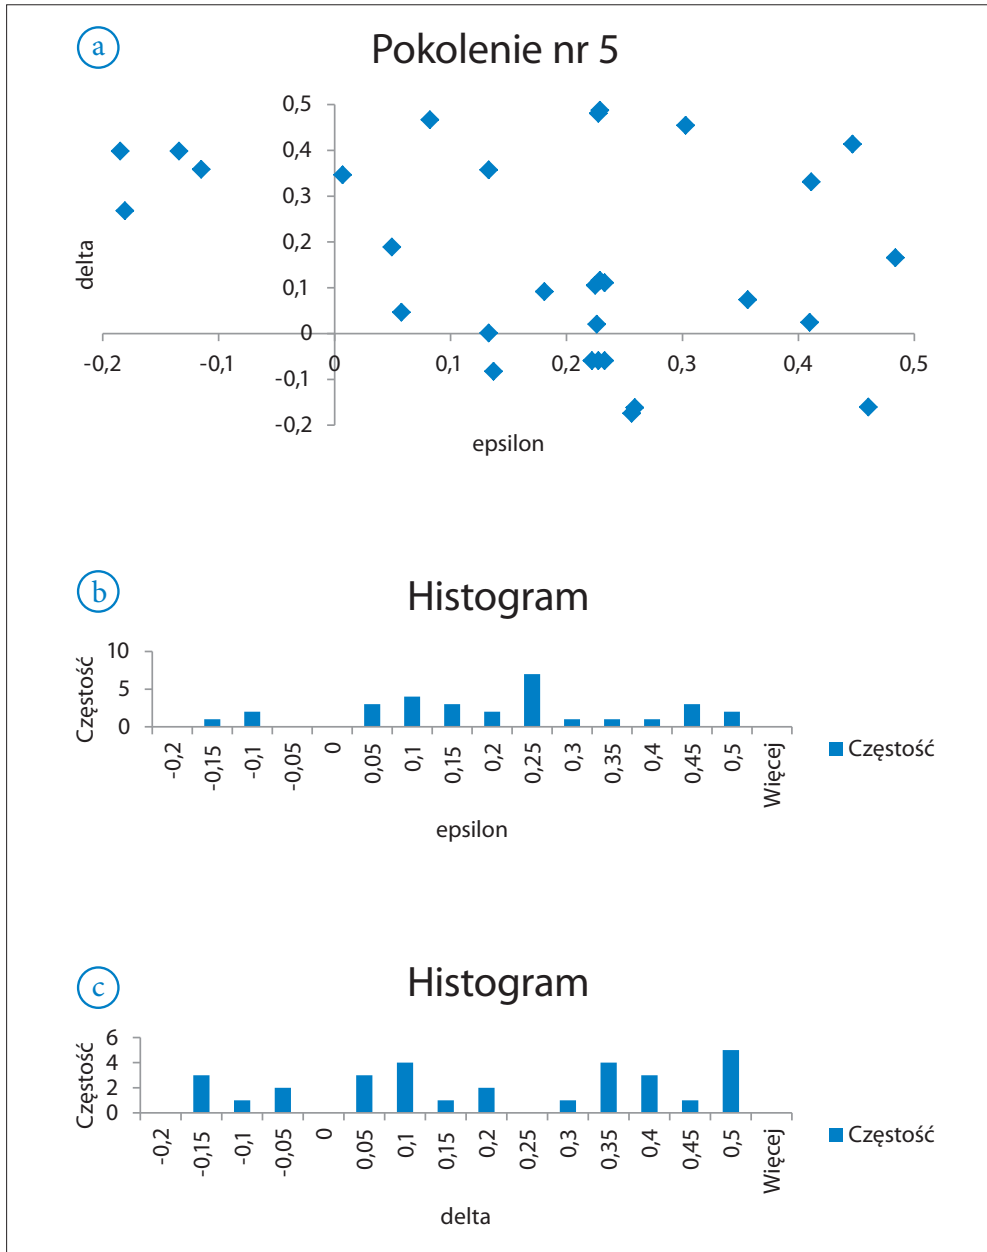 a
Pokolenie nr 5
0,5
0,4
0,3
0,2
0,1
0
-0,1
-0,2
delta
-0,2 -0,1 0 0,1 0,2 0,3 0,4 0,5
epsilon
b
Histogram
Częstość
10
5
0
-0,2 -0,15 -0,1 -0,05 0 0,05 0,1 0,15 0,2 0,25 0,3 0,35 0,4 0,45 0,5 Więcej
Częstość
epsilon
c
Histogram
Częstość
6
4
2
0
-0,2 -0,15 -0,1 -0,05 0 0,05 0,1 0,15 0,2 0,25 0,3 0,35 0,4 0,45 0,5 Więcej
Częstość
delta